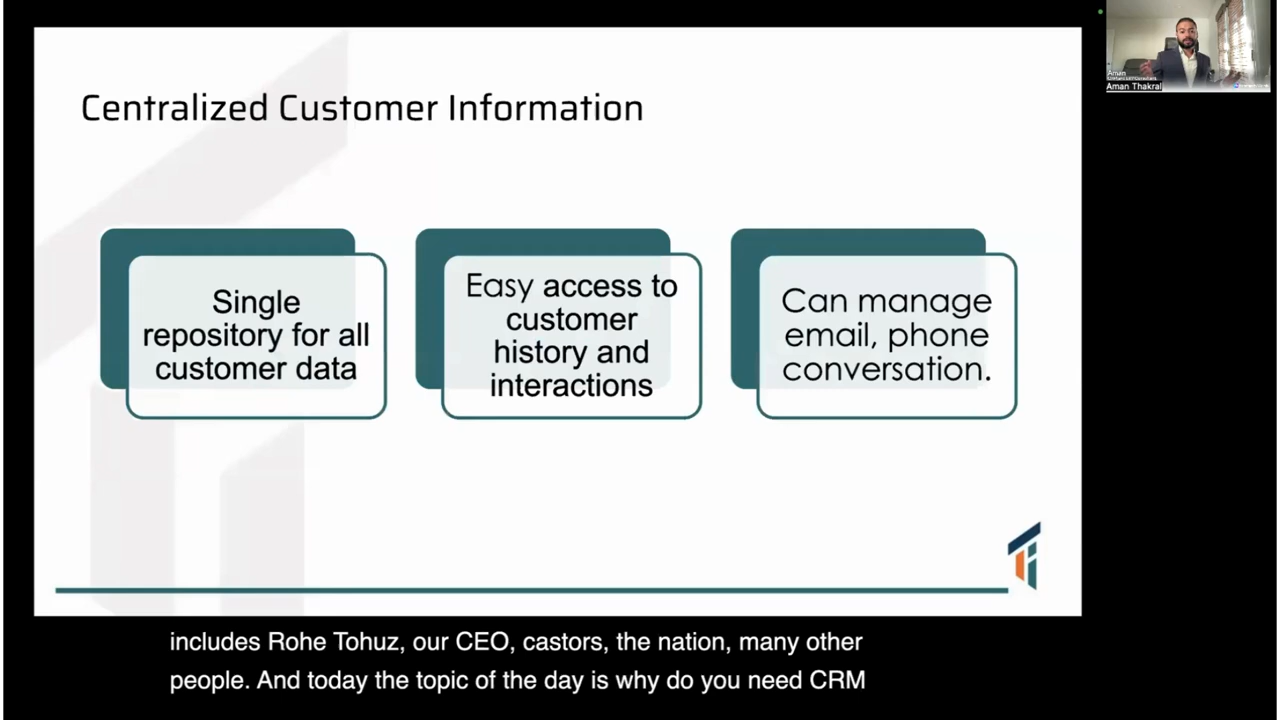 Centralized Customer Information
Single
repository for all
customer data
Easy access to
customer
history and
interactions
Can manage
email, phone
conversation.
Aman
Aman Thakral
includes Rohe Tohuz, our CEO, castors, the nation, many other
people. And today the topic of the day is why do you need CRM